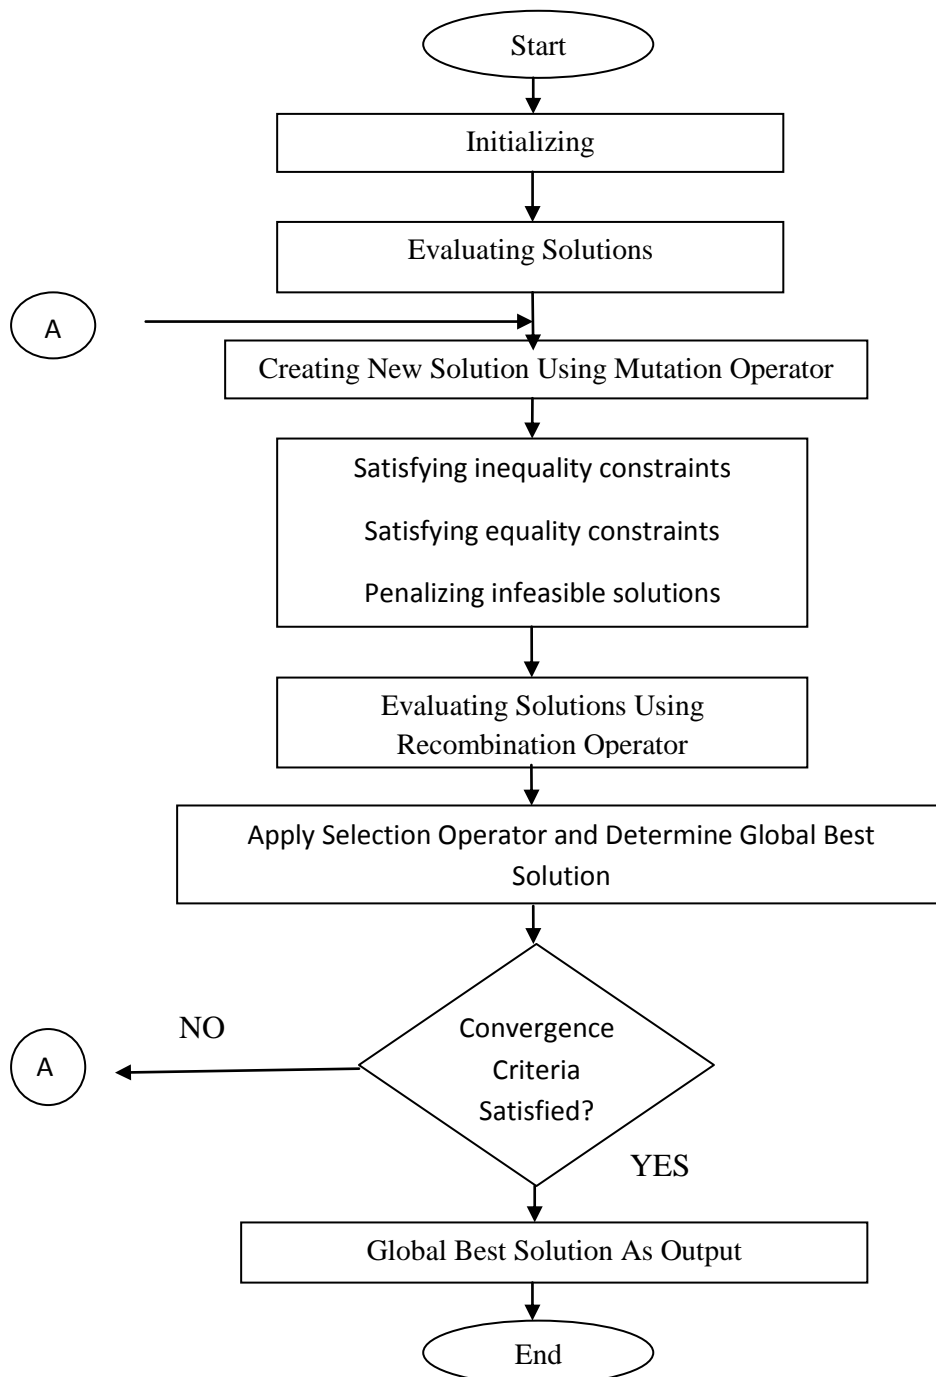 Start
Initializing
Evaluating Solutions
A
Creating New Solution Using Mutation Operator
Satisfying inequality constraints
Satisfying equality constraints
Penalizing infeasible solutions
Evaluating Solutions Using
Recombination Operator
Apply Selection Operator and Determine Global Best
Solution
NO
A
Convergence
Criteria
Satisfied?
YES
Global Best Solution As Output
End